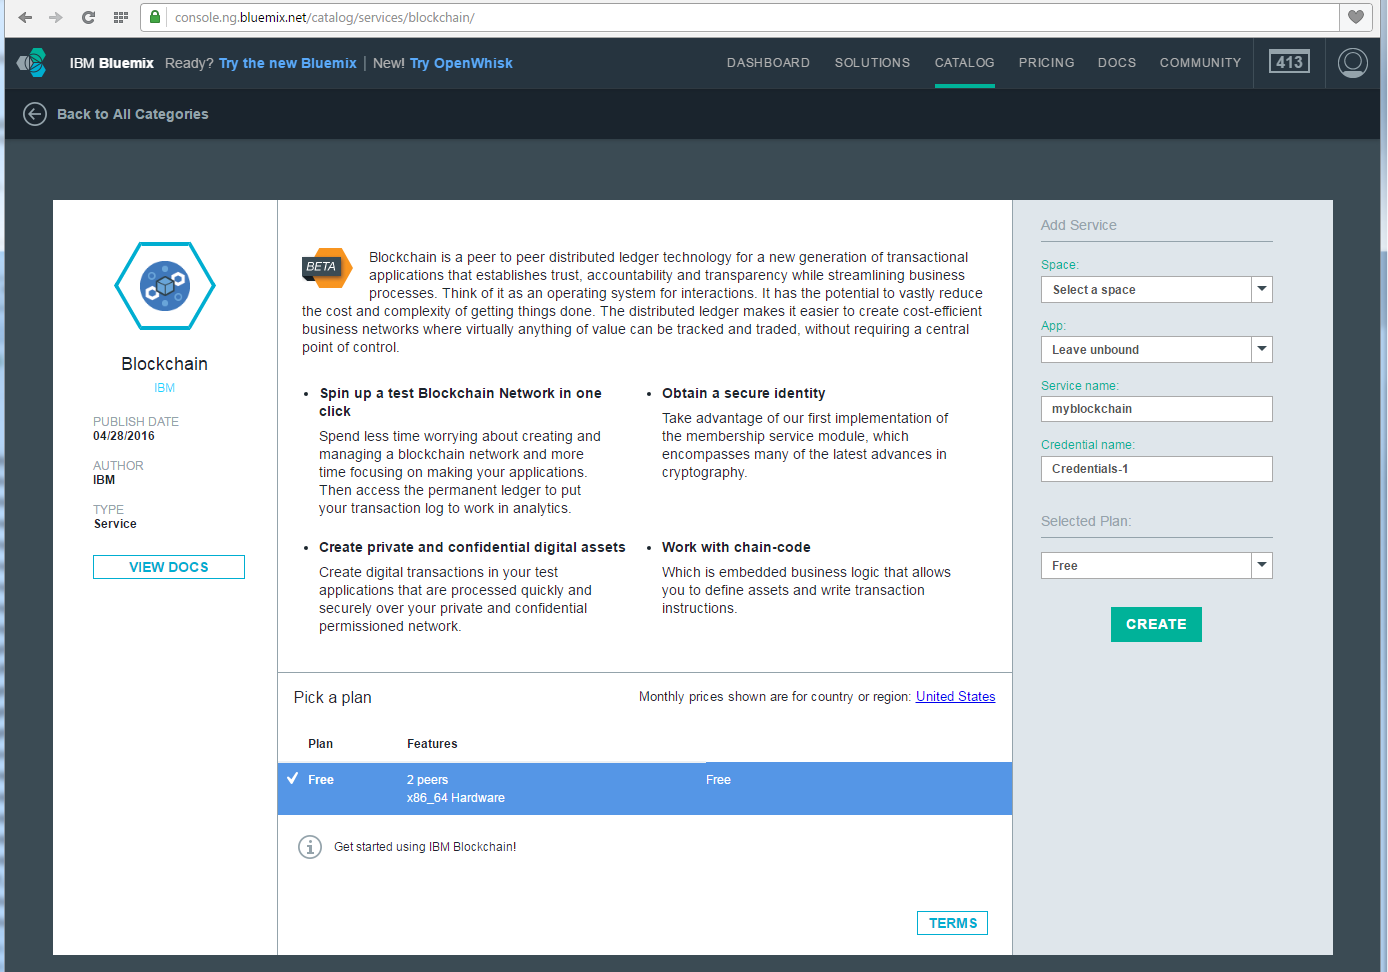 console.ng.bluemix.net/catalog/services/blockchain/
IBM Bluemix Ready? Try the new Bluemix | New! Try OpenWhisk
DASHBOARD SOLUTIONS CATALOG PRICING DOCS COMMUNITY 413
Back to All Categories
Blockchain
IBM
PUBLISH DATE
04/28/2016
AUTHOR
IBM
TYPE
Service
VIEW DOCS
BETA
Blockchain is a peer to peer distributed ledger technology for a new generation of transactional
applications that establishes trust, accountability and transparency while streamlining business
processes. Think of it as an operating system for interactions. It has the potential to vastly reduce
the cost and complexity of getting things done. The distributed ledger makes it easier to create cost-efficient
business networks where virtually anything of value can be tracked and traded, without requiring a central
point of control.
• Spin up a test Blockchain Network in one
click
Spend less time worrying about creating and
managing a blockchain network and more
time focusing on making your applications.
Then access the permanent ledger to put
your transaction log to work in analytics.
• Obtain a secure identity
Take advantage of our first implementation of
the membership service module, which
encompasses many of the latest advances in
cryptography.
• Create private and confidential digital assets
Create digital transactions in your test
applications that are processed quickly and
securely over your private and confidential
permissioned network.
• Work with chain-code
Which is embedded business logic that allows
you to define assets and write transaction
instructions.
Pick a plan
Monthly prices shown are for country or region: United States
Plan Features
Free 2 peers Free
x86_64 Hardware
Get started using IBM Blockchain!
TERMS
Add Service
Space:
Select a space
App:
Leave unbound
Service name:
myblockchain
Credential name:
Credentials-1
Selected Plan:
Free
CREATE